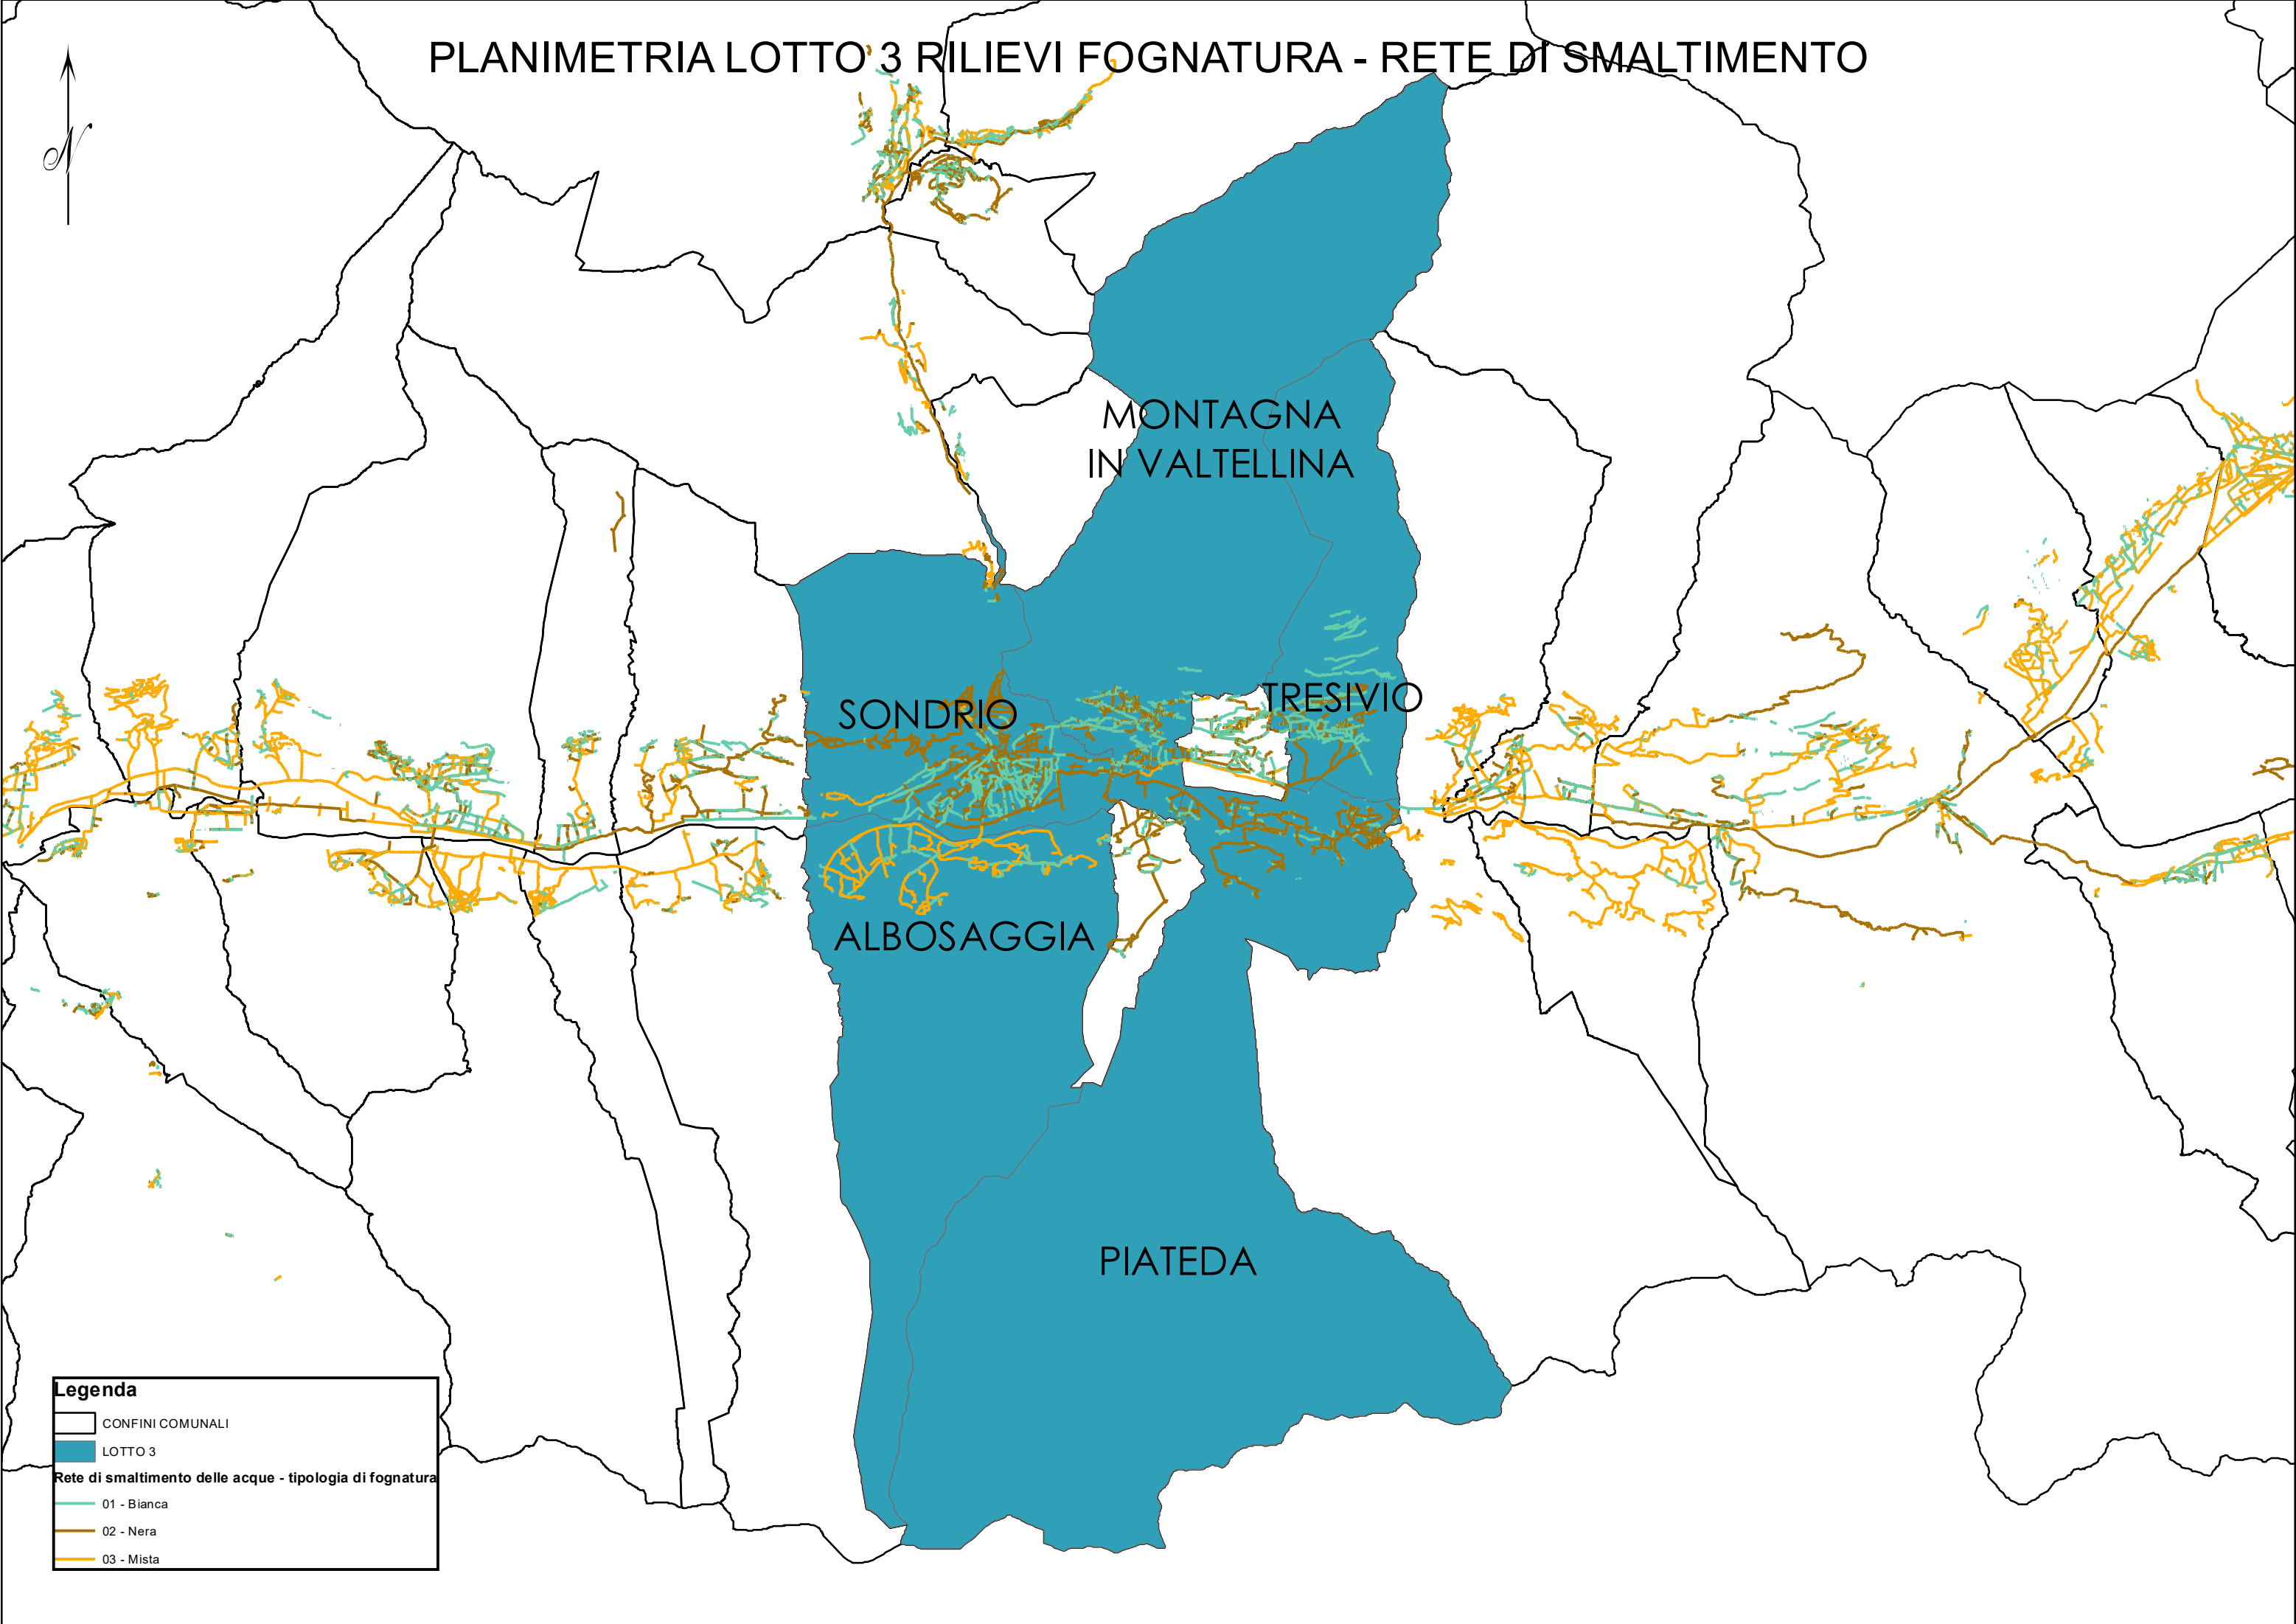 PLANIMETRIA LOTTO 3 RILIEVI FOGNATURA - RETE DI SMALTIMENTO
N
MONTAGNA
IN VALTELLINA
TRESIVIO
SONDRIO
ALBOSAGGIA
PIATEDA
Legenda
CONFINI COMUNALI
LOTTO 3
Rete di smaltimento delle acque - tipologia di fognatura
01 - Bianca
02 - Nera
03 - Mista